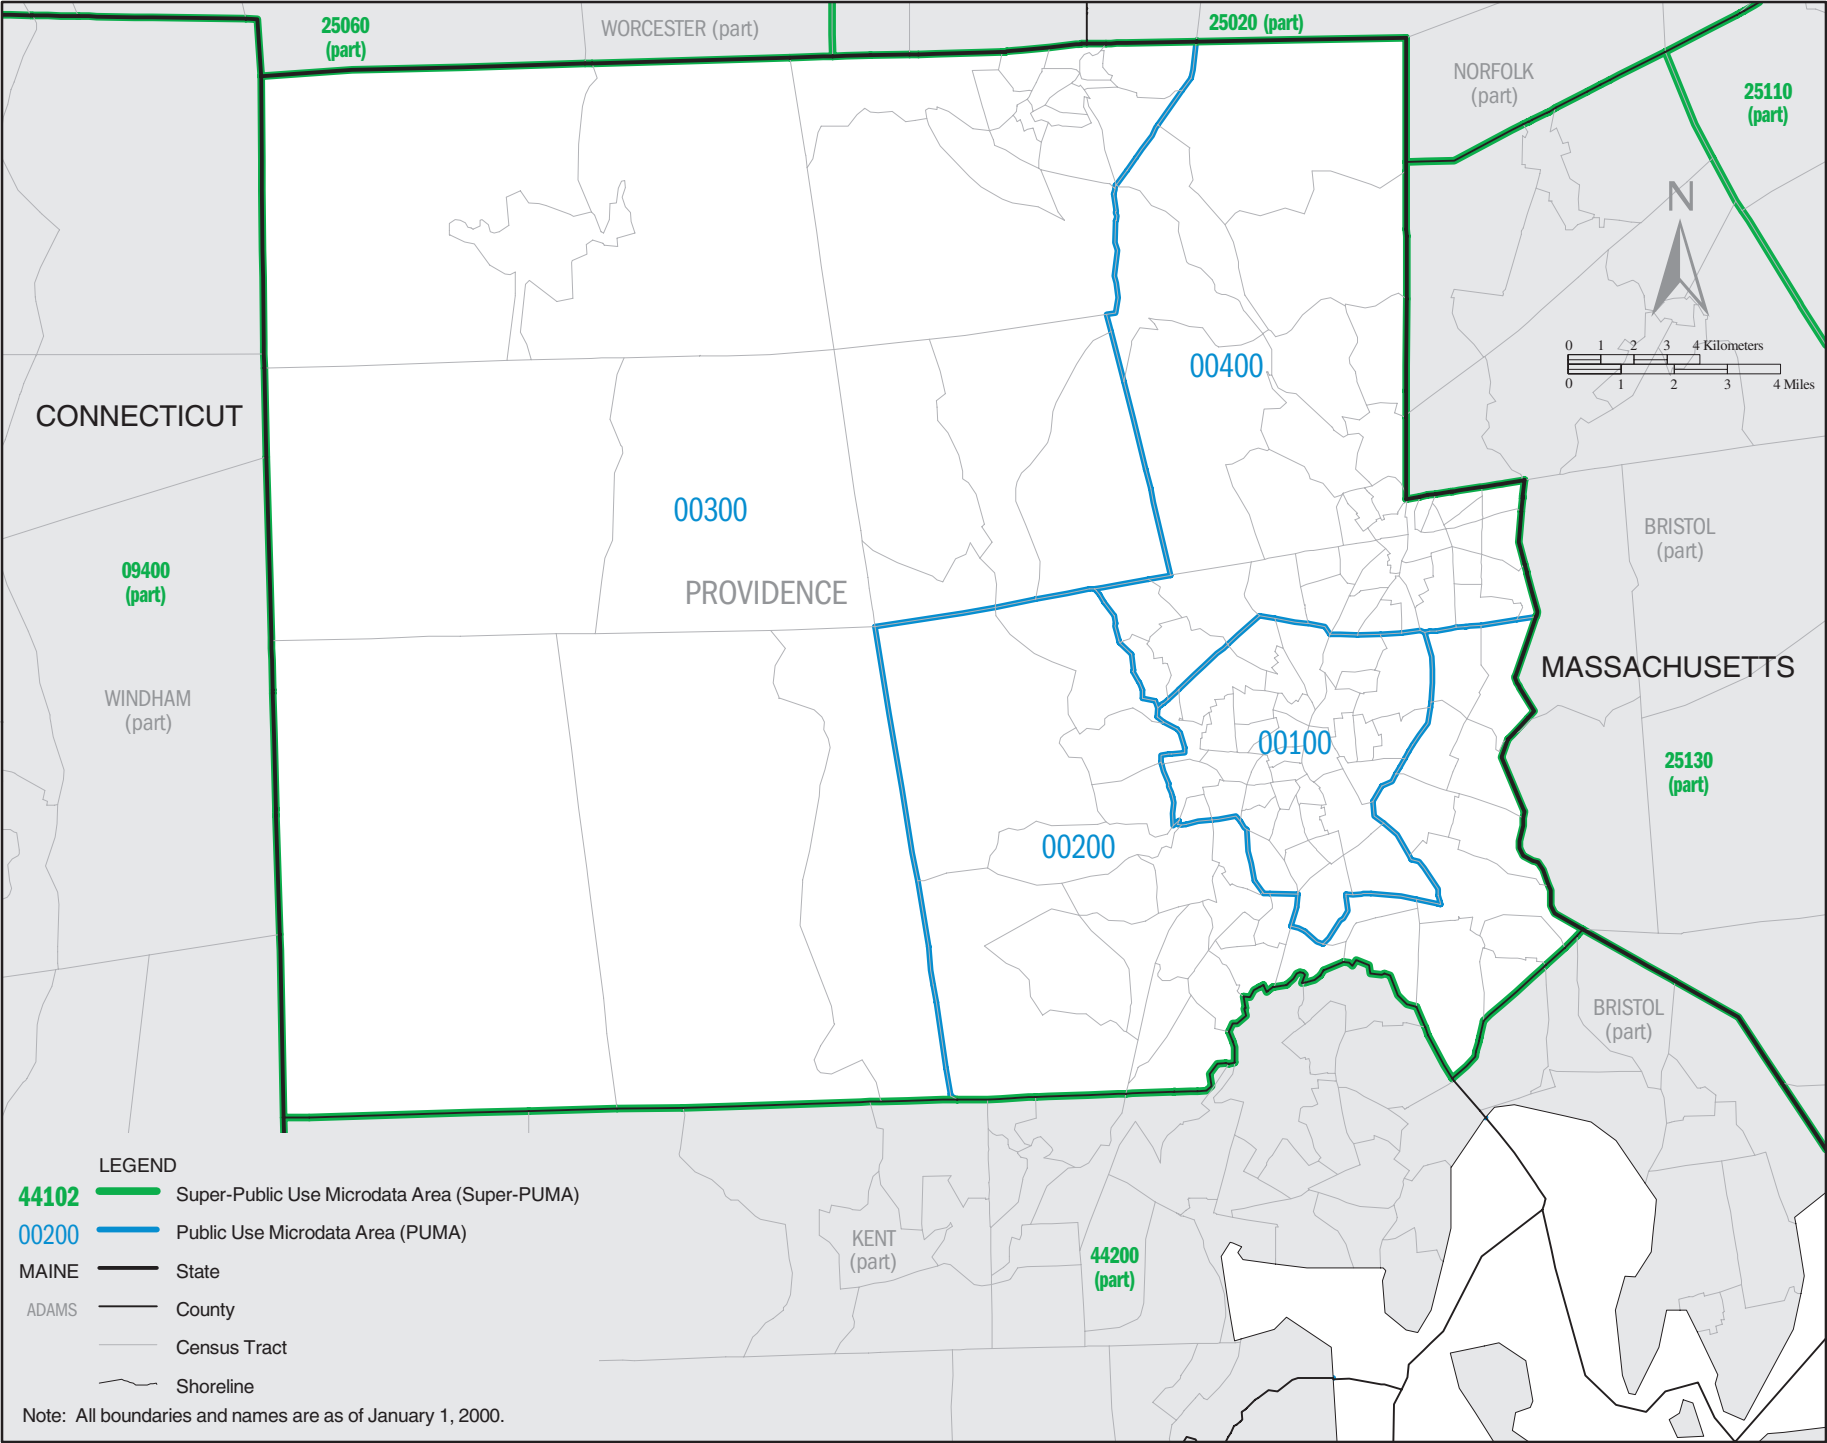 25060
(part)
WORCESTER (part)
25020 (part)
NORFOLK
(part)
25110
(part)
N
0 1 2 3 4 Kilometers
0 1 2 3 4 Miles
00400
CONNECTICUT
00300
BRISTOL
(part)
09400
(part)
PROVIDENCE
MASSACHUSETTS
WINDHAM
(part)
00100
25130
(part)
00200
BRISTOL
(part)
LEGEND
44102 Super-Public Use Microdata Area (Super-PUMA)
00200 Public Use Microdata Area (PUMA)
MAINE State
ADAMS County
Census Tract
Shoreline
KENT
(part)
44200
(part)
Note: All boundaries and names are as of January 1, 2000.